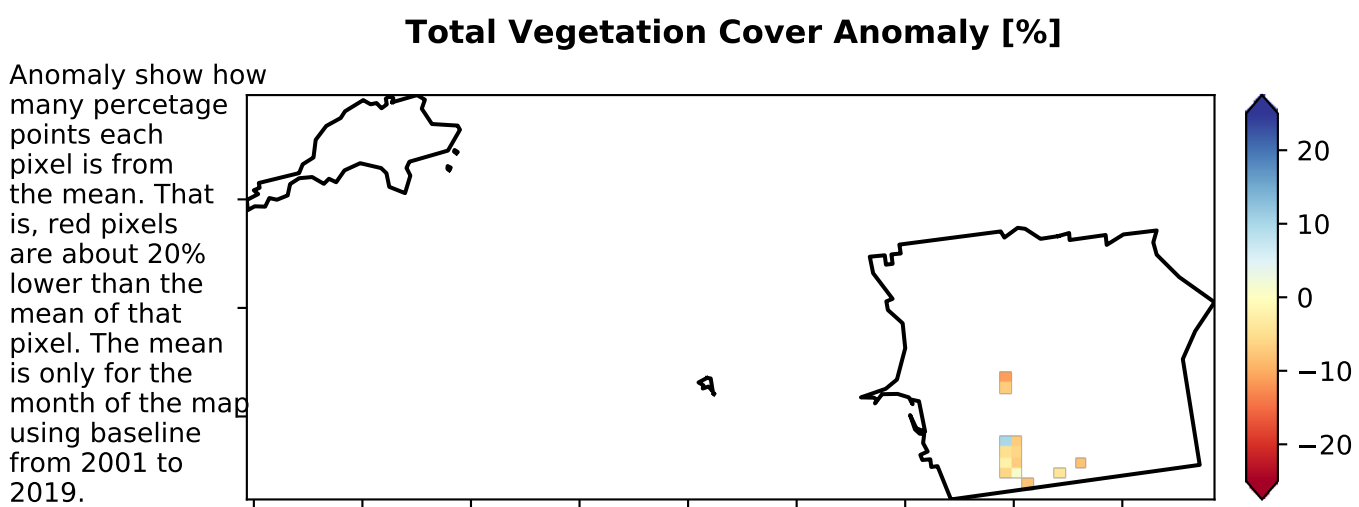 Total Vegetation Cover Anomaly [%]
Anomaly show how
many percetage
points each
pixel is from
the mean. That
is, red pixels
are about 20%
lower than the
mean of that
pixel. The mean
is only for the
month of the map
using baseline
from 2001 to
2019.
20
10
0
−10
−20